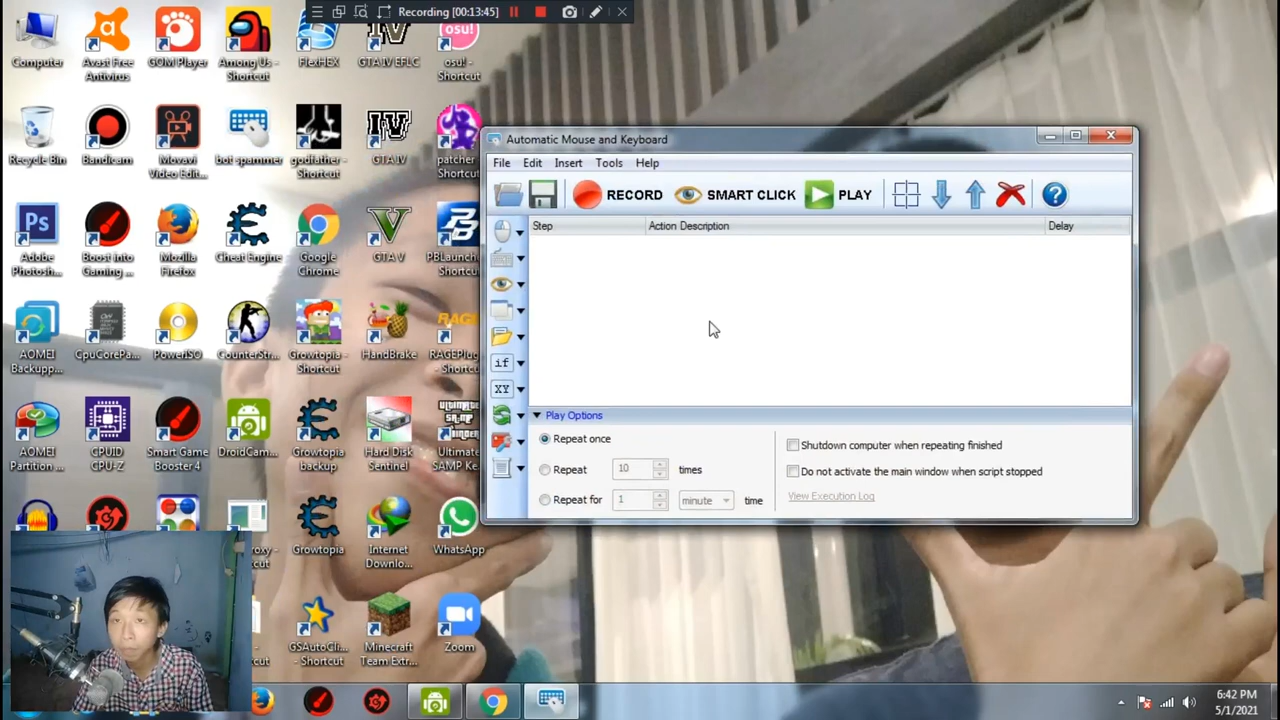 Recording [00:13:45]
Computer
Avast Free
Antivirus
GOM Player
Among Us -
Shortcut
FlexHEX
GTA IV EFLC
osu! -
Shortcut
Recycle Bin
Bandicam
Movavi
Video Edit...
bot spammer
godfather -
Shortcut
GTA IV
patcher -
Shortcut
Adobe
Photosh...
Boost into
Gaming ...
Mozilla
Firefox
Cheat Engine
Google
Chrome
GTA V
PBLaunch...
Shortcut
AOMEI
Backupp...
CpuCorePa...
PowerISO
CounterStr...
Growtopia -
Shortcut
HandBrake
RAGEPlug...
- Shortcut
AOMEI
Partition ...
CPUID
CPU-Z
Smart Game
Booster 4
DroidCam...
Growtopia
backup
Hard Disk
Sentinel
Ultimate
SAMP Ke...
Growtopia
Internet
Downlo...
WhatsApp
GSAutoCli...
- Shortcut
Minecraft
Team Extr...
Zoom
Automatic Mouse and Keyboard
File Edit Insert Tools Help
RECORD SMART CLICK PLAY
Step Action Description Delay
if
XY
Play Options
Repeat once
Repeat 10 times
Repeat for 1 minute time
Shutdown computer when repeating finished
Do not activate the main window when script stopped
View Execution Log
6:42 PM
5/1/2021